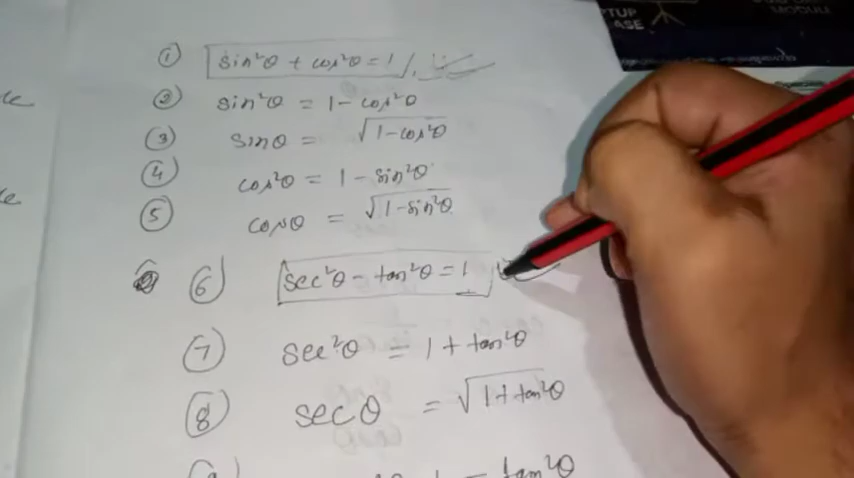 ① sin²θ + cos²θ = 1
② sin²θ = 1 - cos²θ
③ sinθ = √1-cos²θ
④ cos²θ = 1 - sin²θ
⑤ cosθ = √1-sin²θ
⑥ sec²θ - tan²θ = 1
⑦ sec²θ = 1 + tan²θ
⑧ secθ = √1+tan²θ
= tan²θ